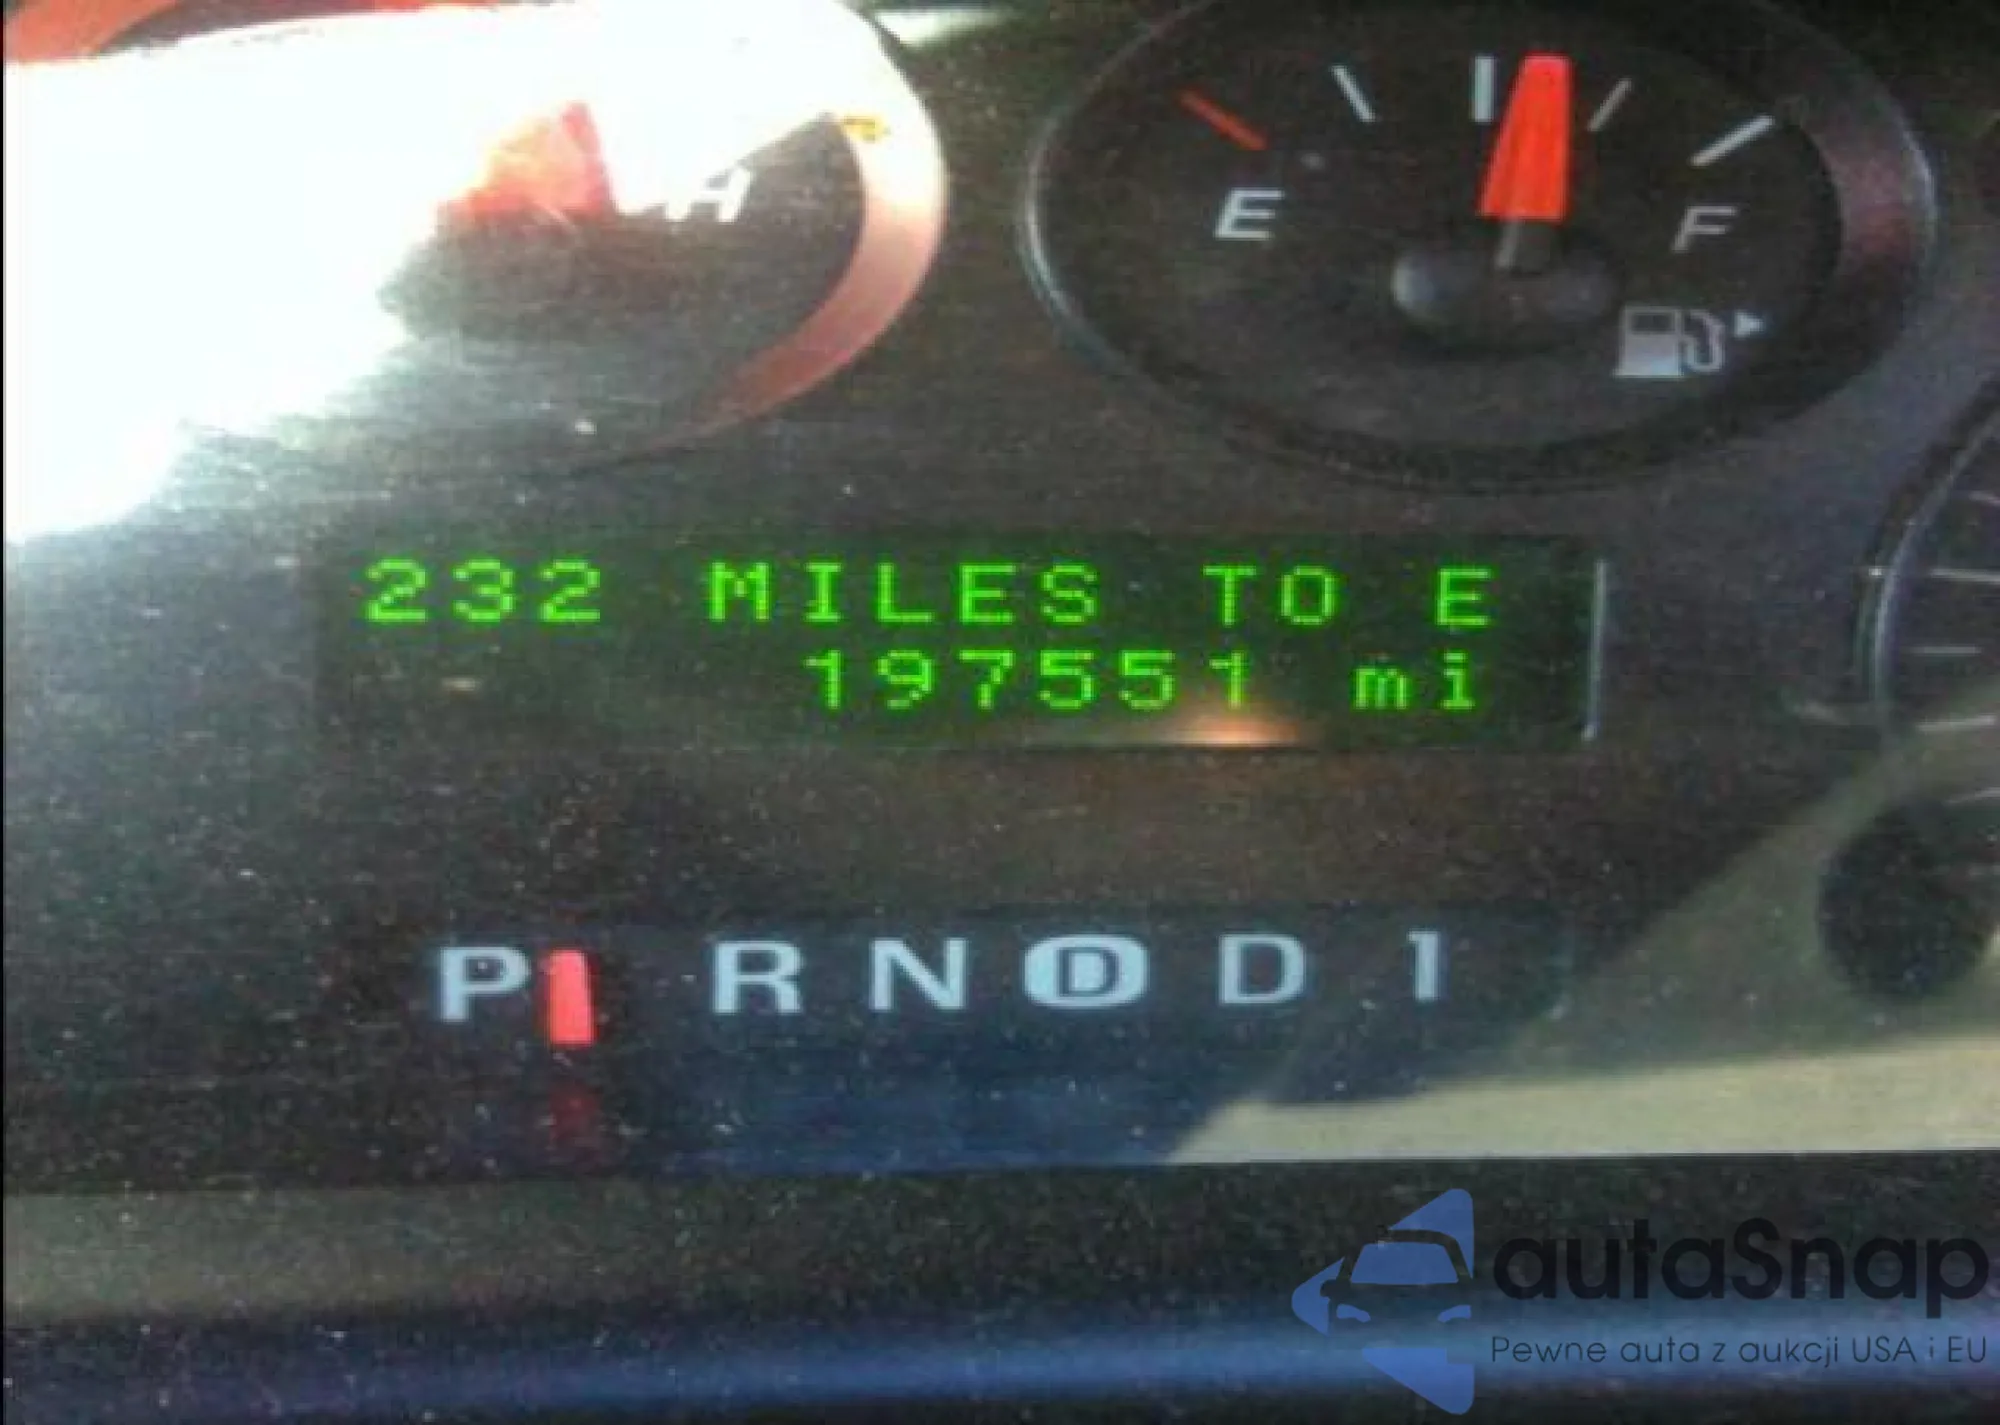 H
E F
232 MILES TO E
197551 mi
P R N D D 1
autaSnap
Pewne auta z aukcji USA i EU